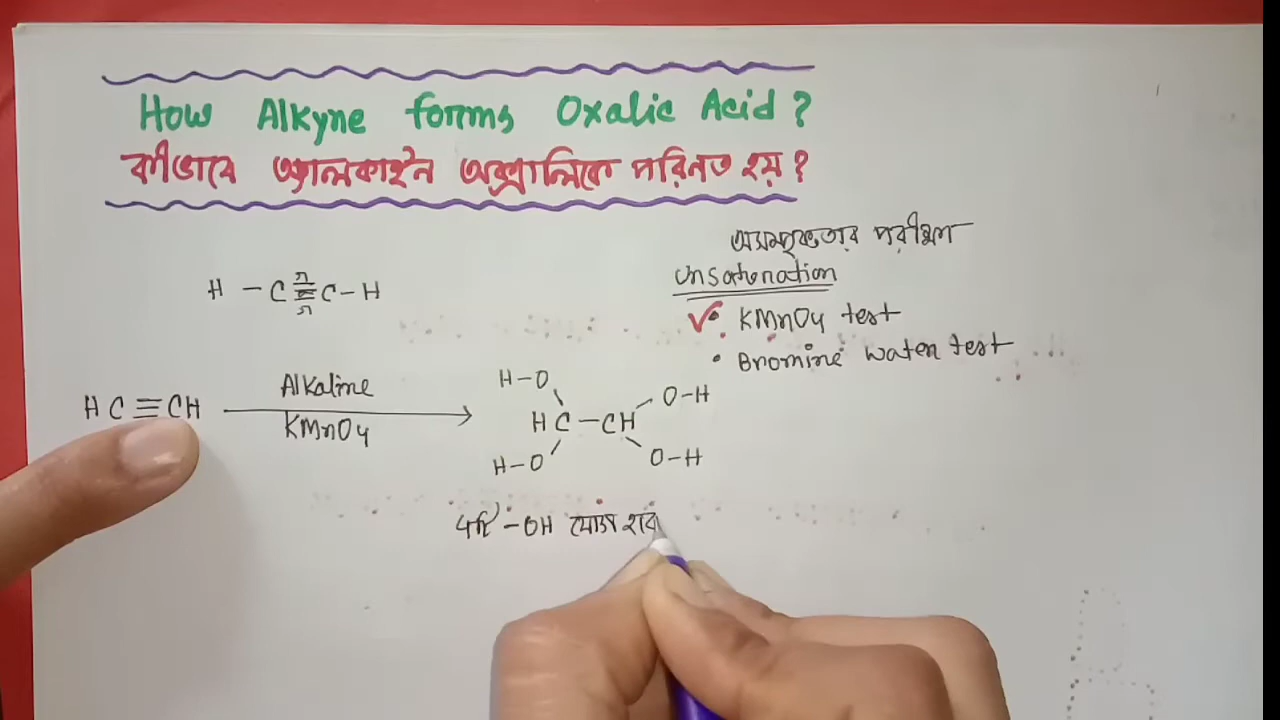 How Alkyne forms Oxalic Acid?
কীভাবে অ্যালকাইন অক্সালিকে পরিনত হয়?
অসম্পৃক্ততার পরীক্ষা
Unsaturation
H - C ≡ C - H
π
π
• KMnO4 test
• Bromine water test
HC ≡ CH
Alkaline
KMnO4
H-O
O-H
HC - CH
H-O
O-H
4টি -OH যোগ হবে